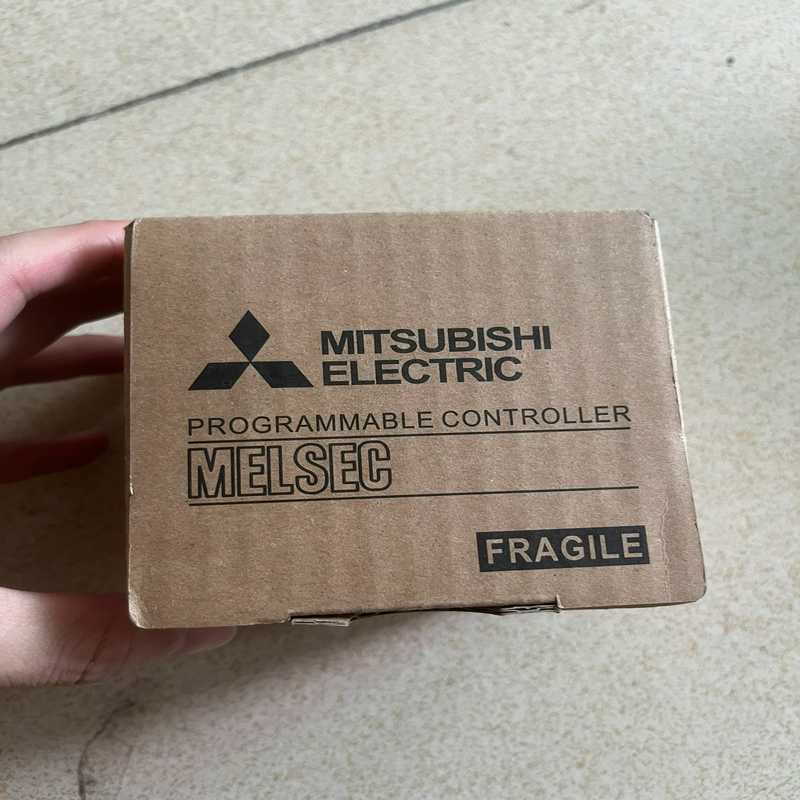 MITSUBISHI
ELECTRIC
PROGRAMMABLE CONTROLLER
MELSEC
FRAGILE